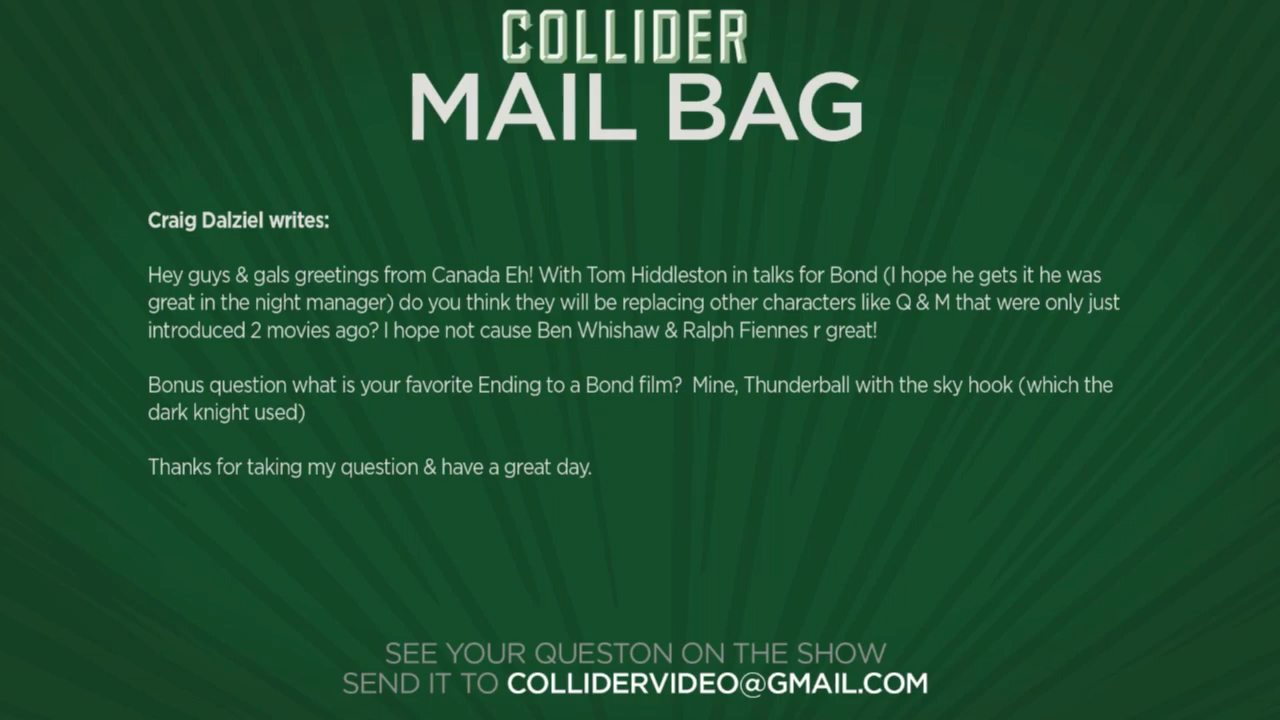 COLLIDER
MAIL BAG
Craig Dalziel writes:
Hey guys & gals greetings from Canada Eh! With Tom Hiddleston in talks for Bond (I hope he gets it he was
great in the night manager) do you think they will be replacing other characters like Q & M that were only just
introduced 2 movies ago? I hope not cause Ben Whishaw & Ralph Fiennes r great!
Bonus question what is your favorite Ending to a Bond film?  Mine, Thunderball with the sky hook (which the
dark knight used)
Thanks for taking my question & have a great day.
SEE YOUR QUESTON ON THE SHOW
SEND IT TO COLLIDERVIDEO@GMAIL.COM